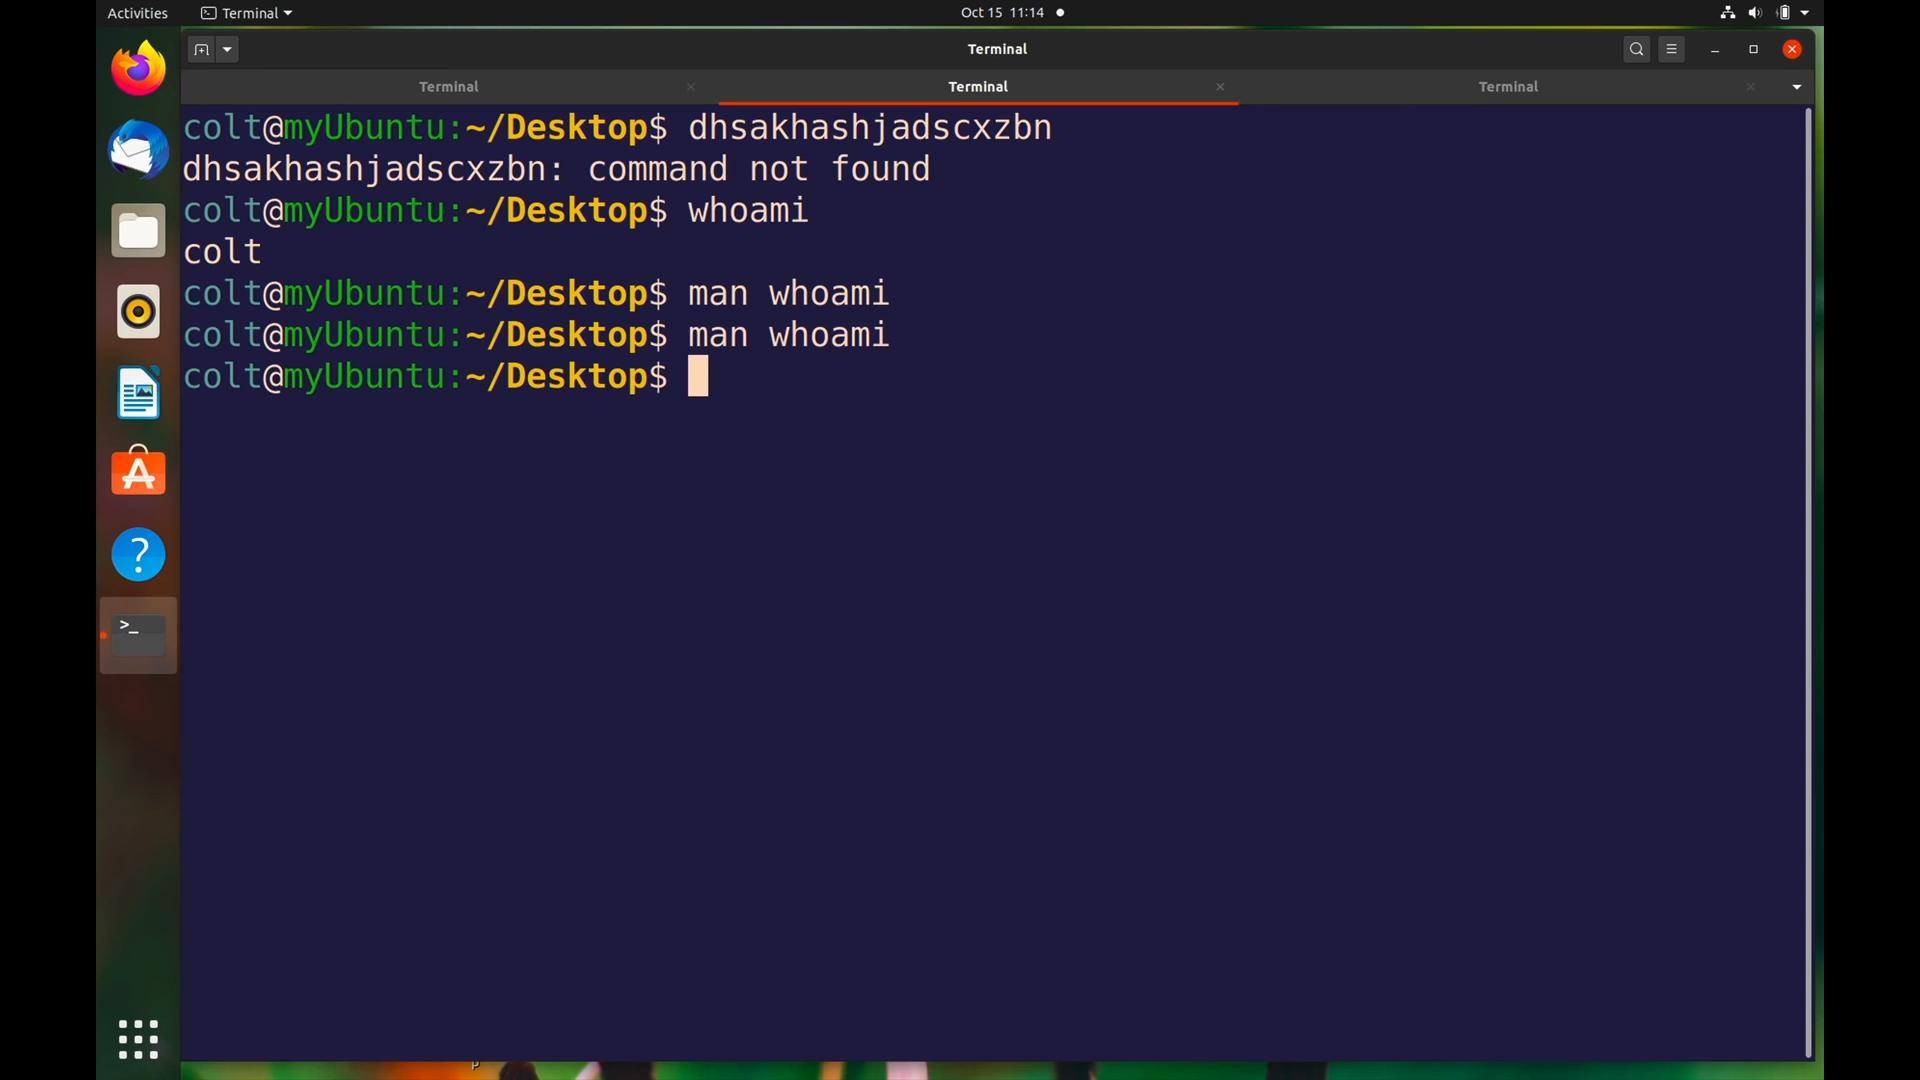 Activities Terminal Oct 15 11:14
Terminal
Terminal Terminal Terminal
colt@myUbuntu:~/Desktop$ dhsakhashjadscxzbn
dhsakhashjadscxzbn: command not found
colt@myUbuntu:~/Desktop$ whoami
colt
colt@myUbuntu:~/Desktop$ man whoami
colt@myUbuntu:~/Desktop$ man whoami
colt@myUbuntu:~/Desktop$